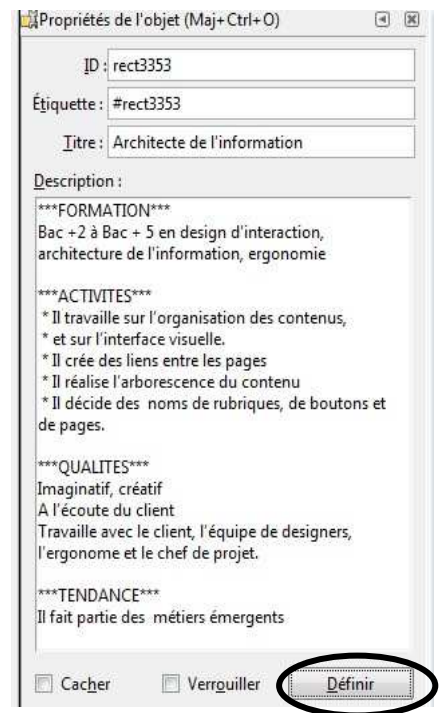 Propriétés de l'objet (Maj+Ctrl+O)
ID : rect3353
Étiquette : #rect3353
Titre : Architecte de l'information
Description :
***FORMATION***
Bac +2 à Bac + 5 en design d'interaction,
architecture de l'information, ergonomie
***ACTIVITES***
* Il travaille sur l'organisation des contenus,
* et sur l'interface visuelle.
* Il crée des liens entre les pages
* Il réalise l'arborescence du contenu
* Il décide des noms de rubriques, de boutons et
de pages.
***QUALITES***
Imaginatif, créatif
A l'écoute du client
Travaille avec le client, l'équipe de designers,
l'ergonome et le chef de projet.
***TENDANCE***
Il fait partie des métiers émergents
Cacher Verrouiller Définir